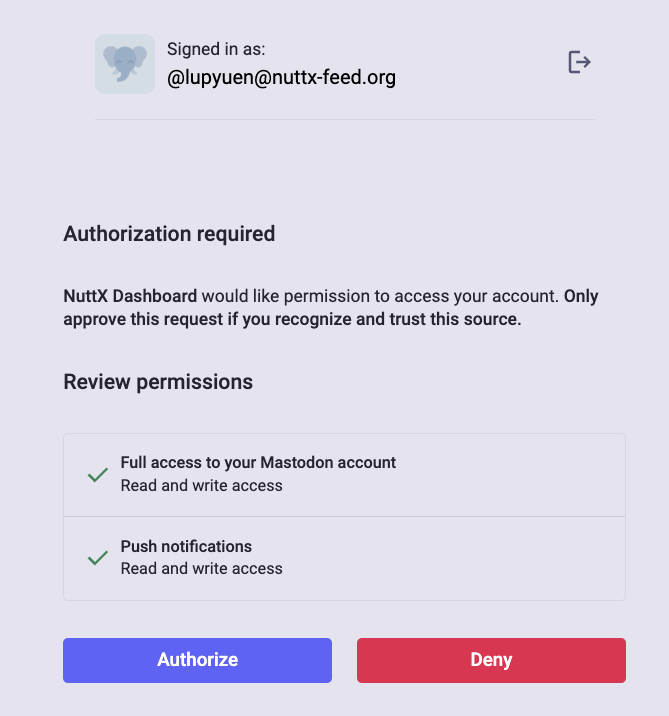 Signed in as:
@lupyuen@nuttx-feed.org
Authorization required
NuttX Dashboard would like permission to access your account. Only
approve this request if you recognize and trust this source.
Review permissions
Full access to your Mastodon account
Read and write access
Push notifications
Read and write access
Authorize
Deny